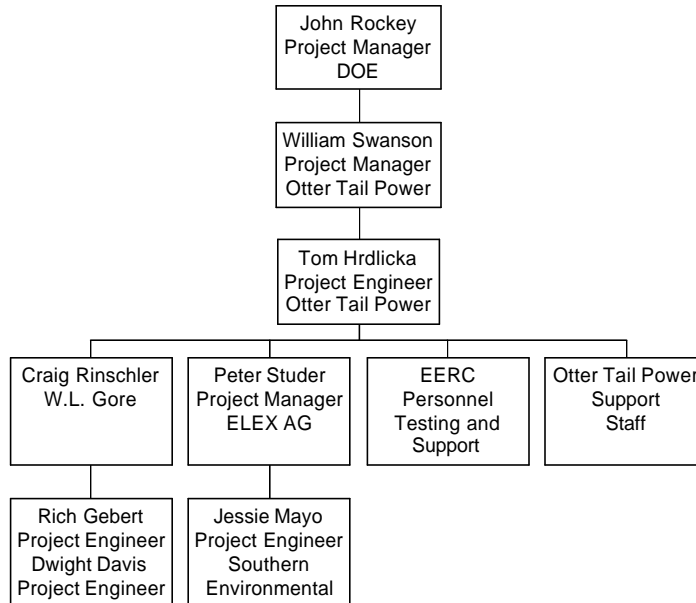 John Rockey
Project Manager
DOE
William Swanson
Project Manager
Otter Tail Power
Tom Hrdlicka
Project Engineer
Otter Tail Power
Craig Rinschler
W.L. Gore
Peter Studer
Project Manager
ELEX AG
EERC
Personnel
Testing and
Support
Otter Tail Power
Support
Staff
Rich Gebert
Project Engineer
Dwight Davis
Project Engineer
Jessie Mayo
Project Engineer
Southern
Environmental